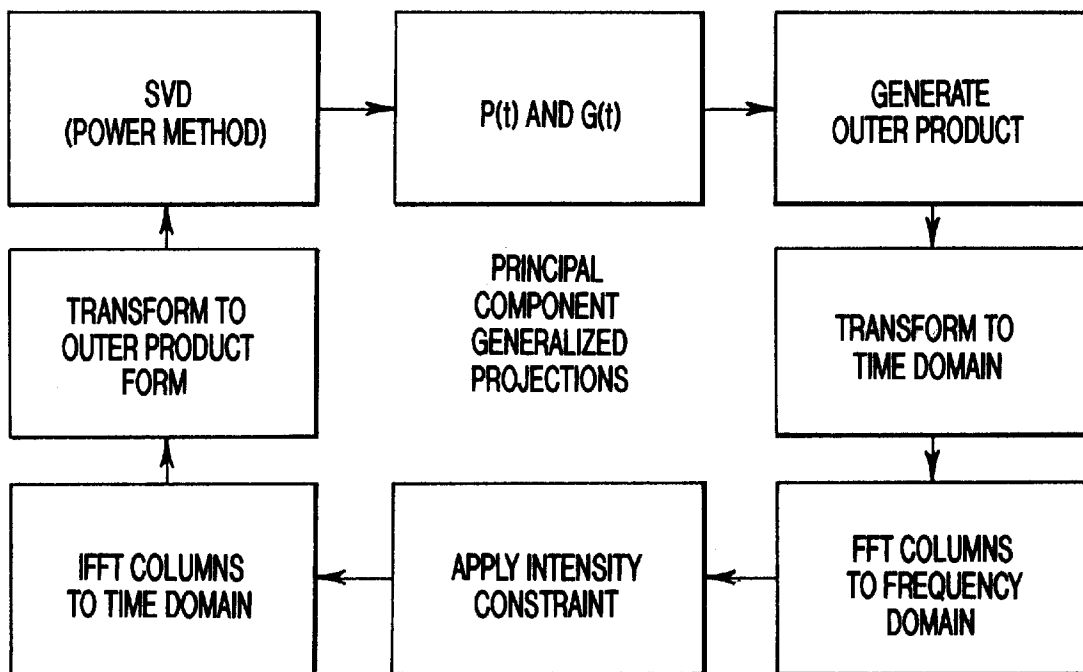 SVD
(POWER METHOD)
P(t) AND G(t)
GENERATE
OUTER PRODUCT
TRANSFORM TO
OUTER PRODUCT
FORM
PRINCIPAL
COMPONENT
GENERALIZED
PROJECTIONS
TRANSFORM TO
TIME DOMAIN
IFFT COLUMNS
TO TIME DOMAIN
APPLY INTENSITY
CONSTRAINT
FFT COLUMNS
TO FREQUENCY
DOMAIN